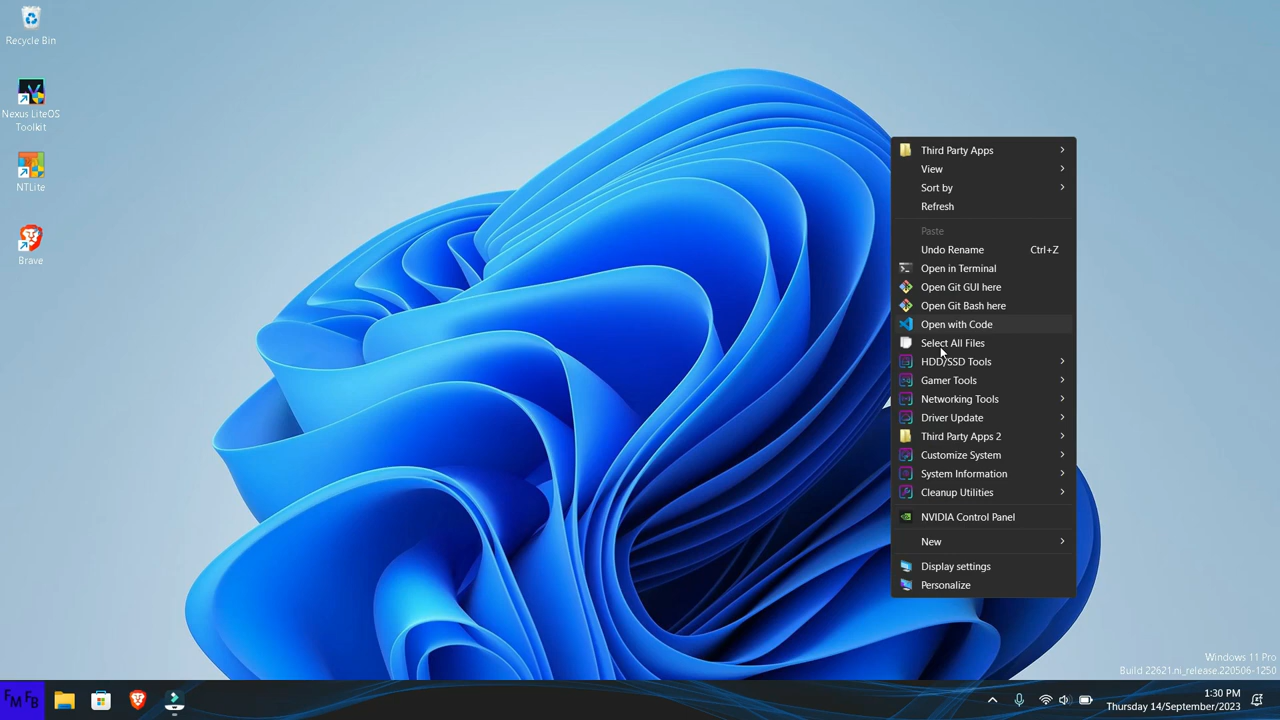 Recycle Bin
Nexus LiteOS
Toolkit
NTLite
Brave
Third Party Apps
View
Sort by
Refresh
Paste
Undo Rename Ctrl+Z
Open in Terminal
Open Git GUI here
Open Git Bash here
Open with Code
Select All Files
HDD/SSD Tools
Gamer Tools
Networking Tools
Driver Update
Third Party Apps 2
Customize System
System Information
Cleanup Utilities
NVIDIA Control Panel
New
Display settings
Personalize
Windows 11 Pro
Build 22621.ni_release.220506-1250
FM FB
1:30 PM
Thursday 14/September/2023